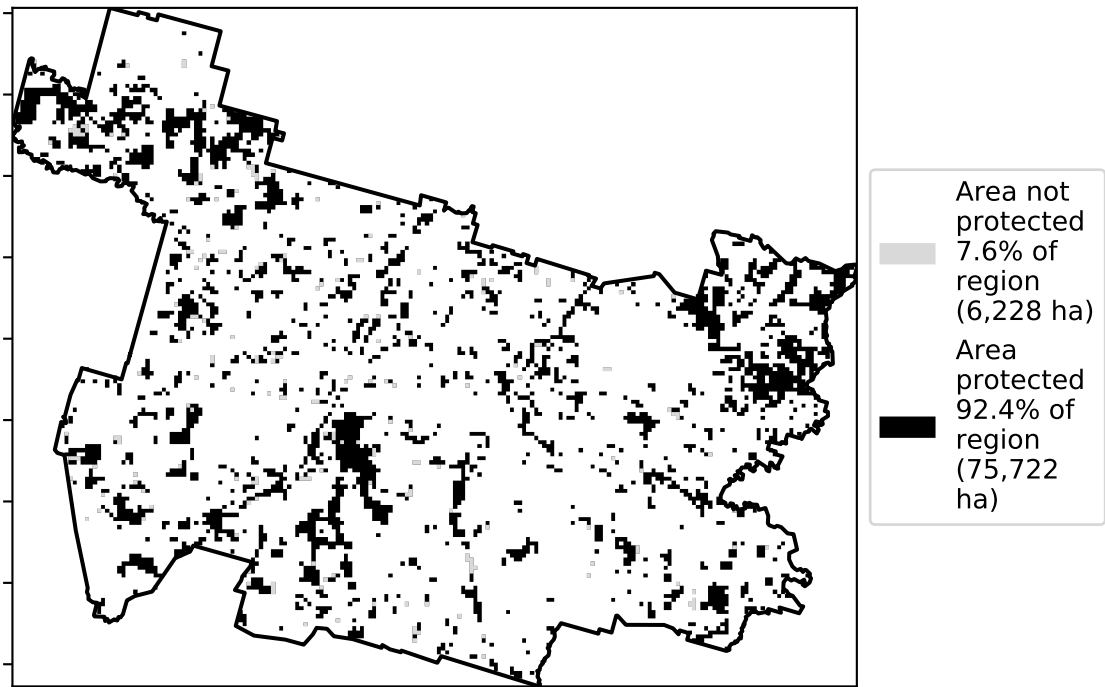 Area not
protected
7.6% of
region
(6,228 ha)
Area
protected
92.4% of
region
(75,722
ha)